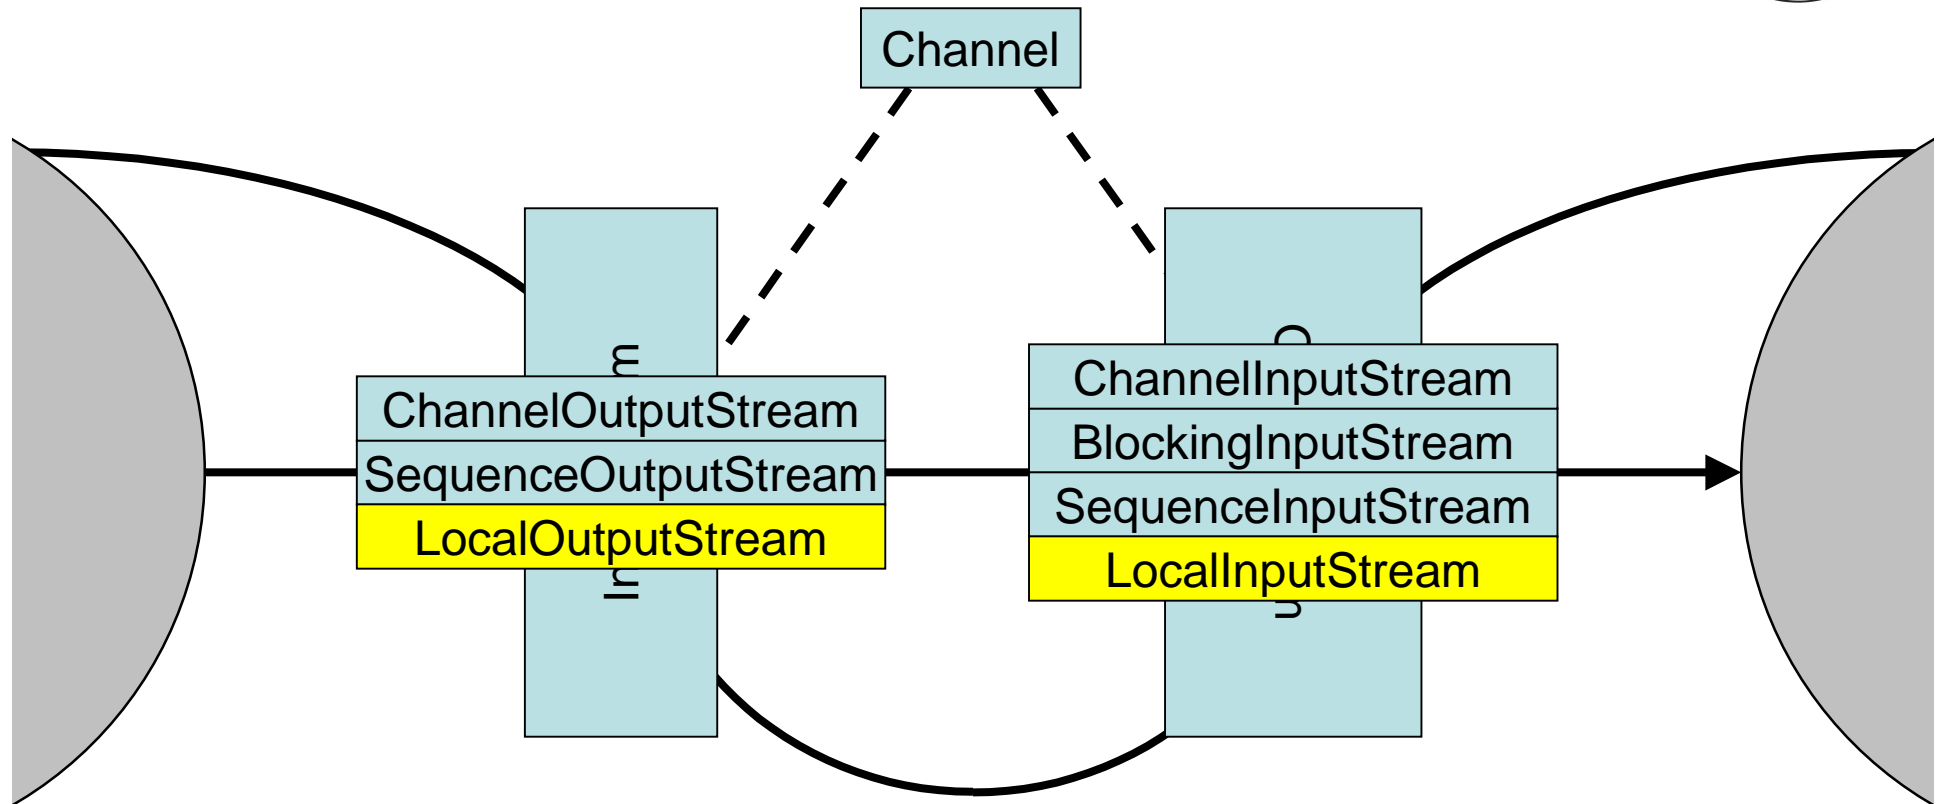 Channel
ChannelOutputStream
SequenceOutputStream
LocalOutputStream
ChannelInputStream
BlockingInputStream
SequenceInputStream
LocalInputStream